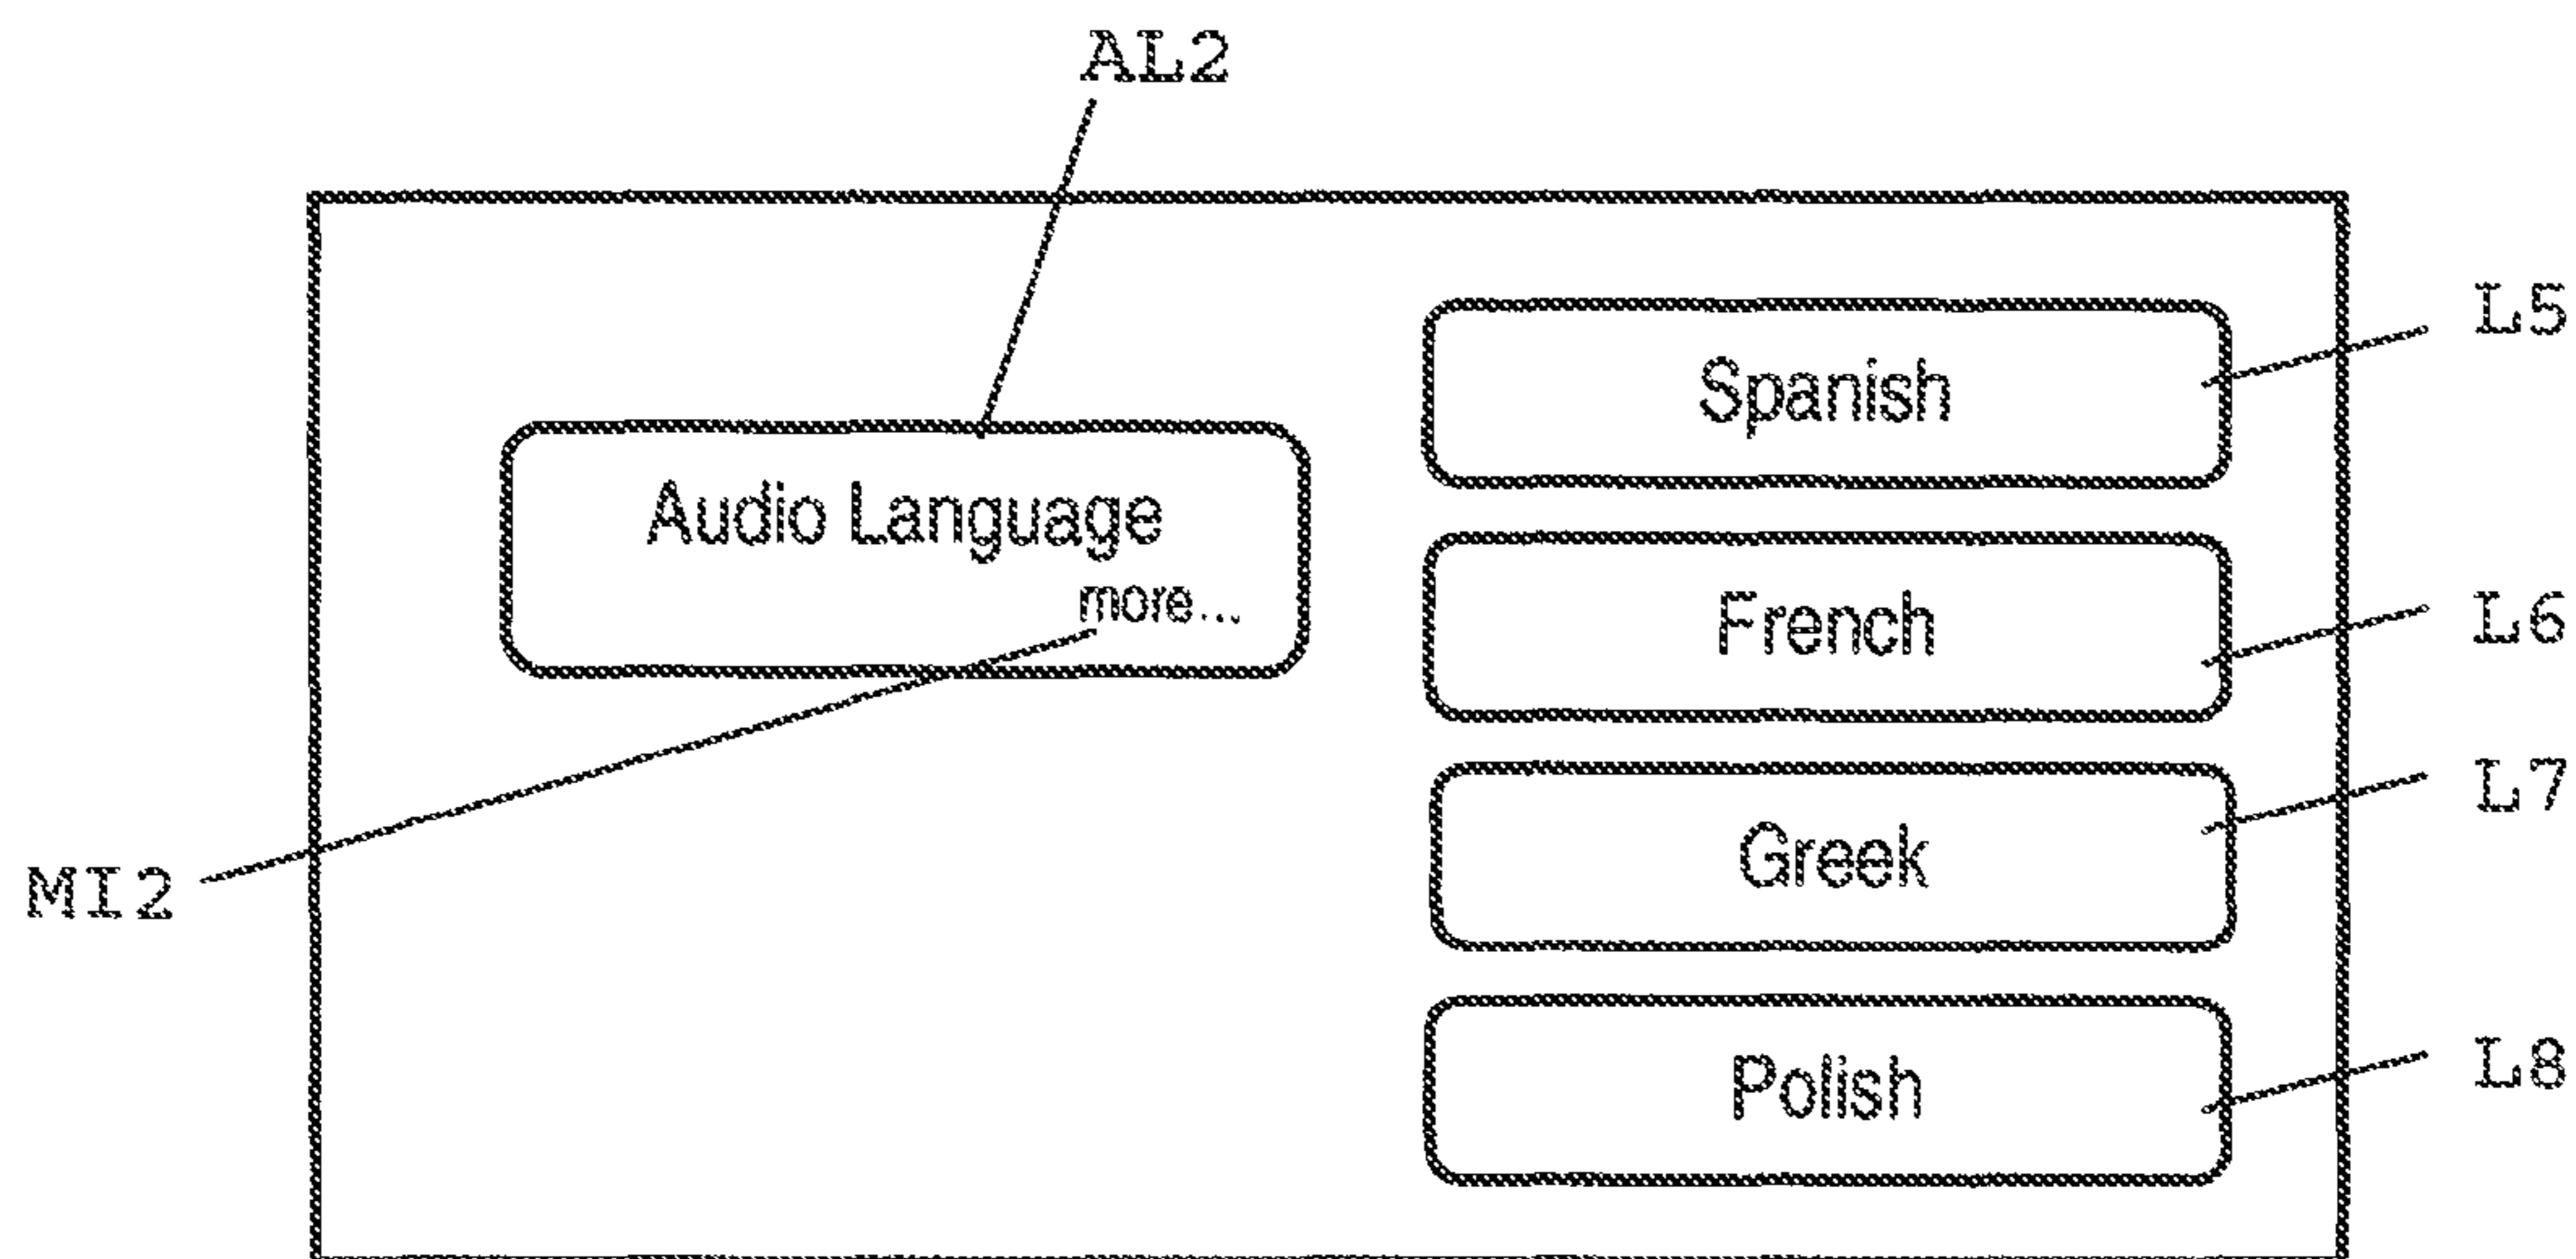 AL2
L5
Spanish
Audio Language
more...
L6
French
L7
Greek
MI2
L8
Polish